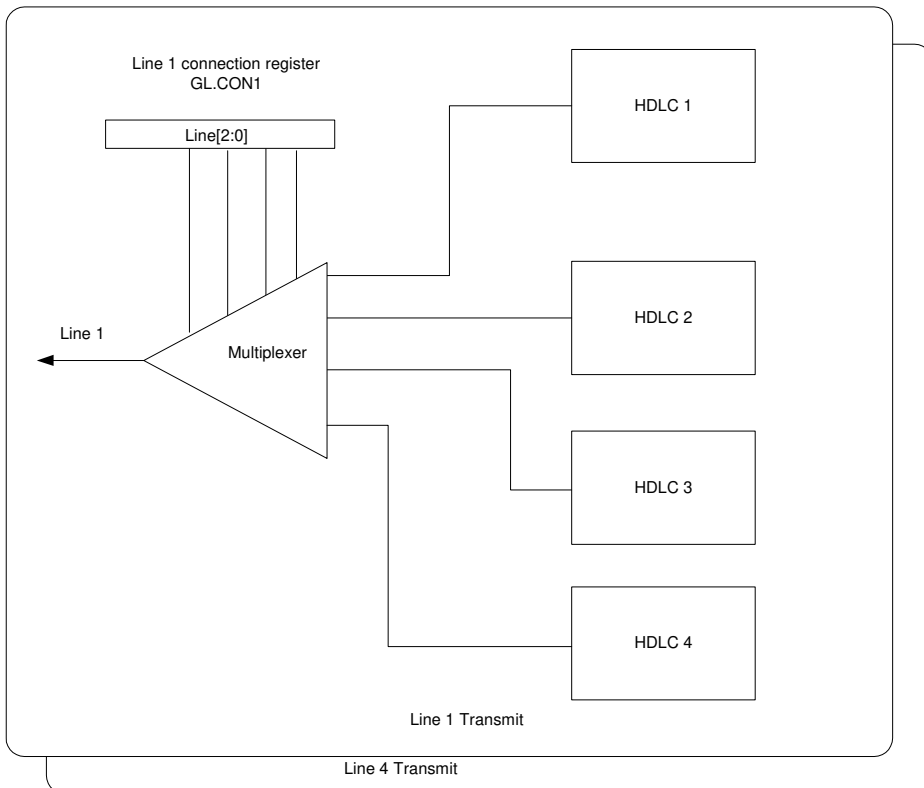 Line 1 connection register
GL.CON1
Line[2:0]
HDLC 1
HDLC 2
Line 1
Multiplexer
HDLC 3
HDLC 4
Line 1 Transmit
Line 4 Transmit